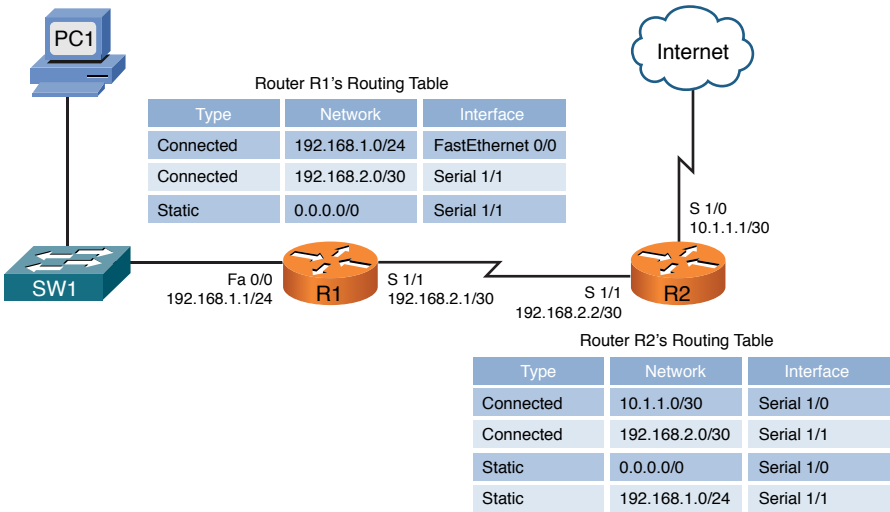 PC1
Internet
Router R1's Routing Table
Type Network Interface
Connected 192.168.1.0/24 FastEthernet 0/0
Connected 192.168.2.0/30 Serial 1/1
Static 0.0.0.0/0 Serial 1/1
S 1/0
10.1.1.1/30
SW1
Fa 0/0
192.168.1.1/24
R1
S 1/1
192.168.2.1/30
S 1/1
192.168.2.2/30
R2
Router R2's Routing Table
Type Network Interface
Connected 10.1.1.0/30 Serial 1/0
Connected 192.168.2.0/30 Serial 1/1
Static 0.0.0.0/0 Serial 1/0
Static 192.168.1.0/24 Serial 1/1